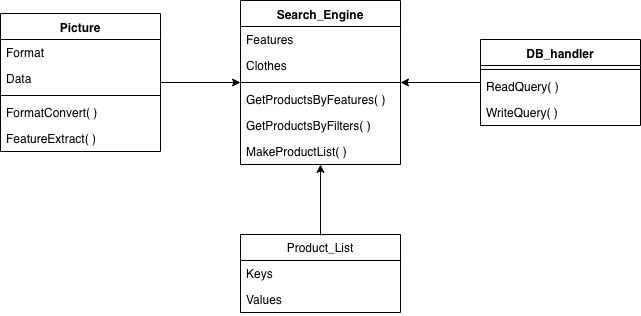 Picture
Format
Data
FormatConvert( )
FeatureExtract( )
Search_Engine
Features
Clothes
GetProductsByFeatures( )
GetProductsByFilters( )
MakeProductList( )
DB_handler
ReadQuery( )
WriteQuery( )
Product_List
Keys
Values